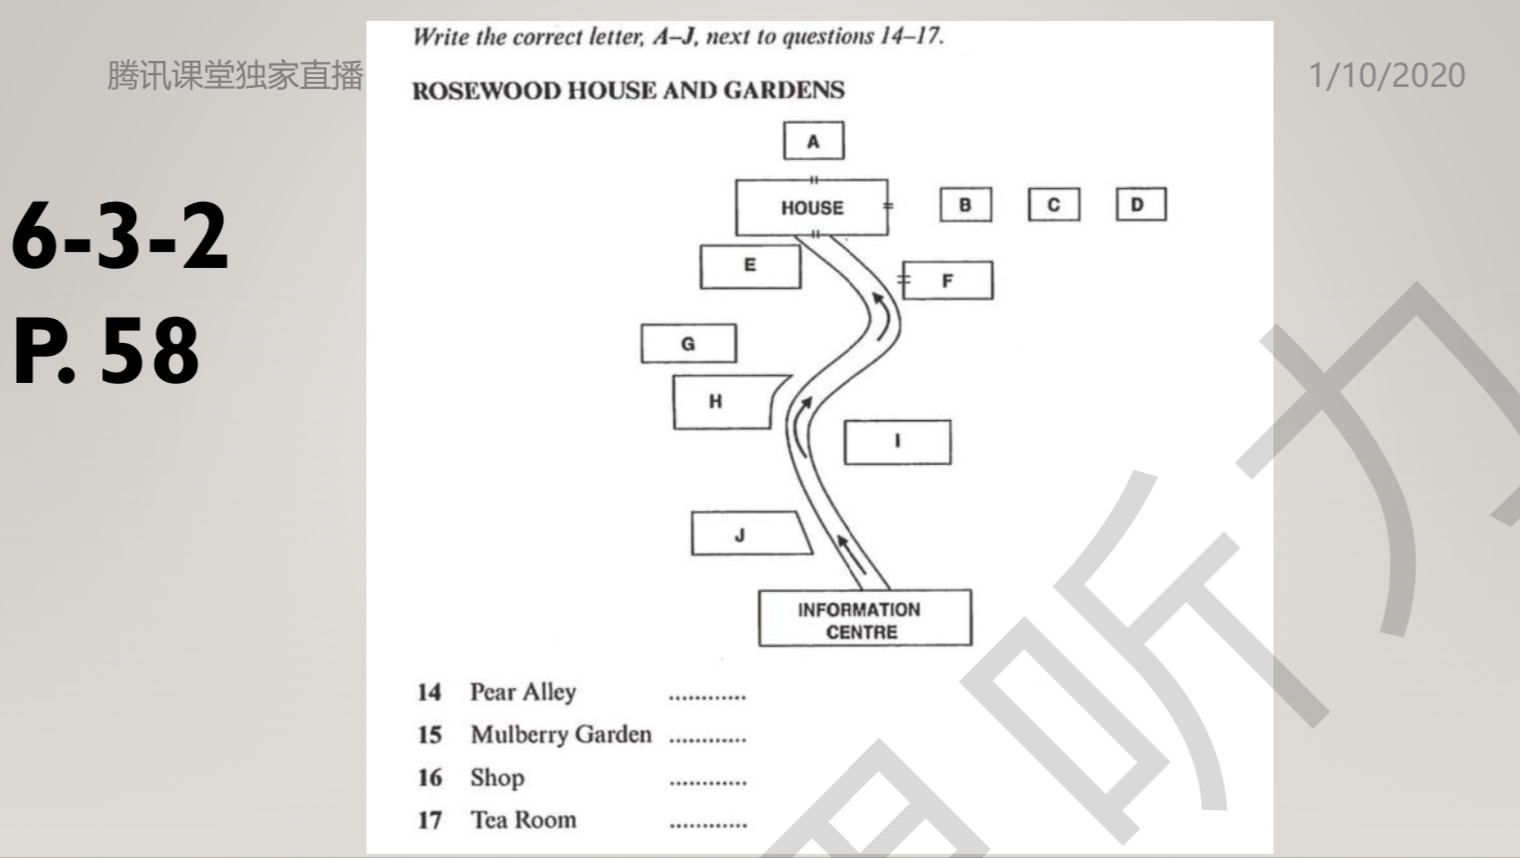 Write the correct letter, A–J, next to questions 14–17.
腾讯课堂独家直播
1/10/2020
ROSEWOOD HOUSE AND GARDENS
A
HOUSE
B
C
D
6-3-2
P. 58
E
F
G
H
I
J
INFORMATION
CENTRE
14 Pear Alley ............
15 Mulberry Garden ............
16 Shop ............
17 Tea Room ............
听力